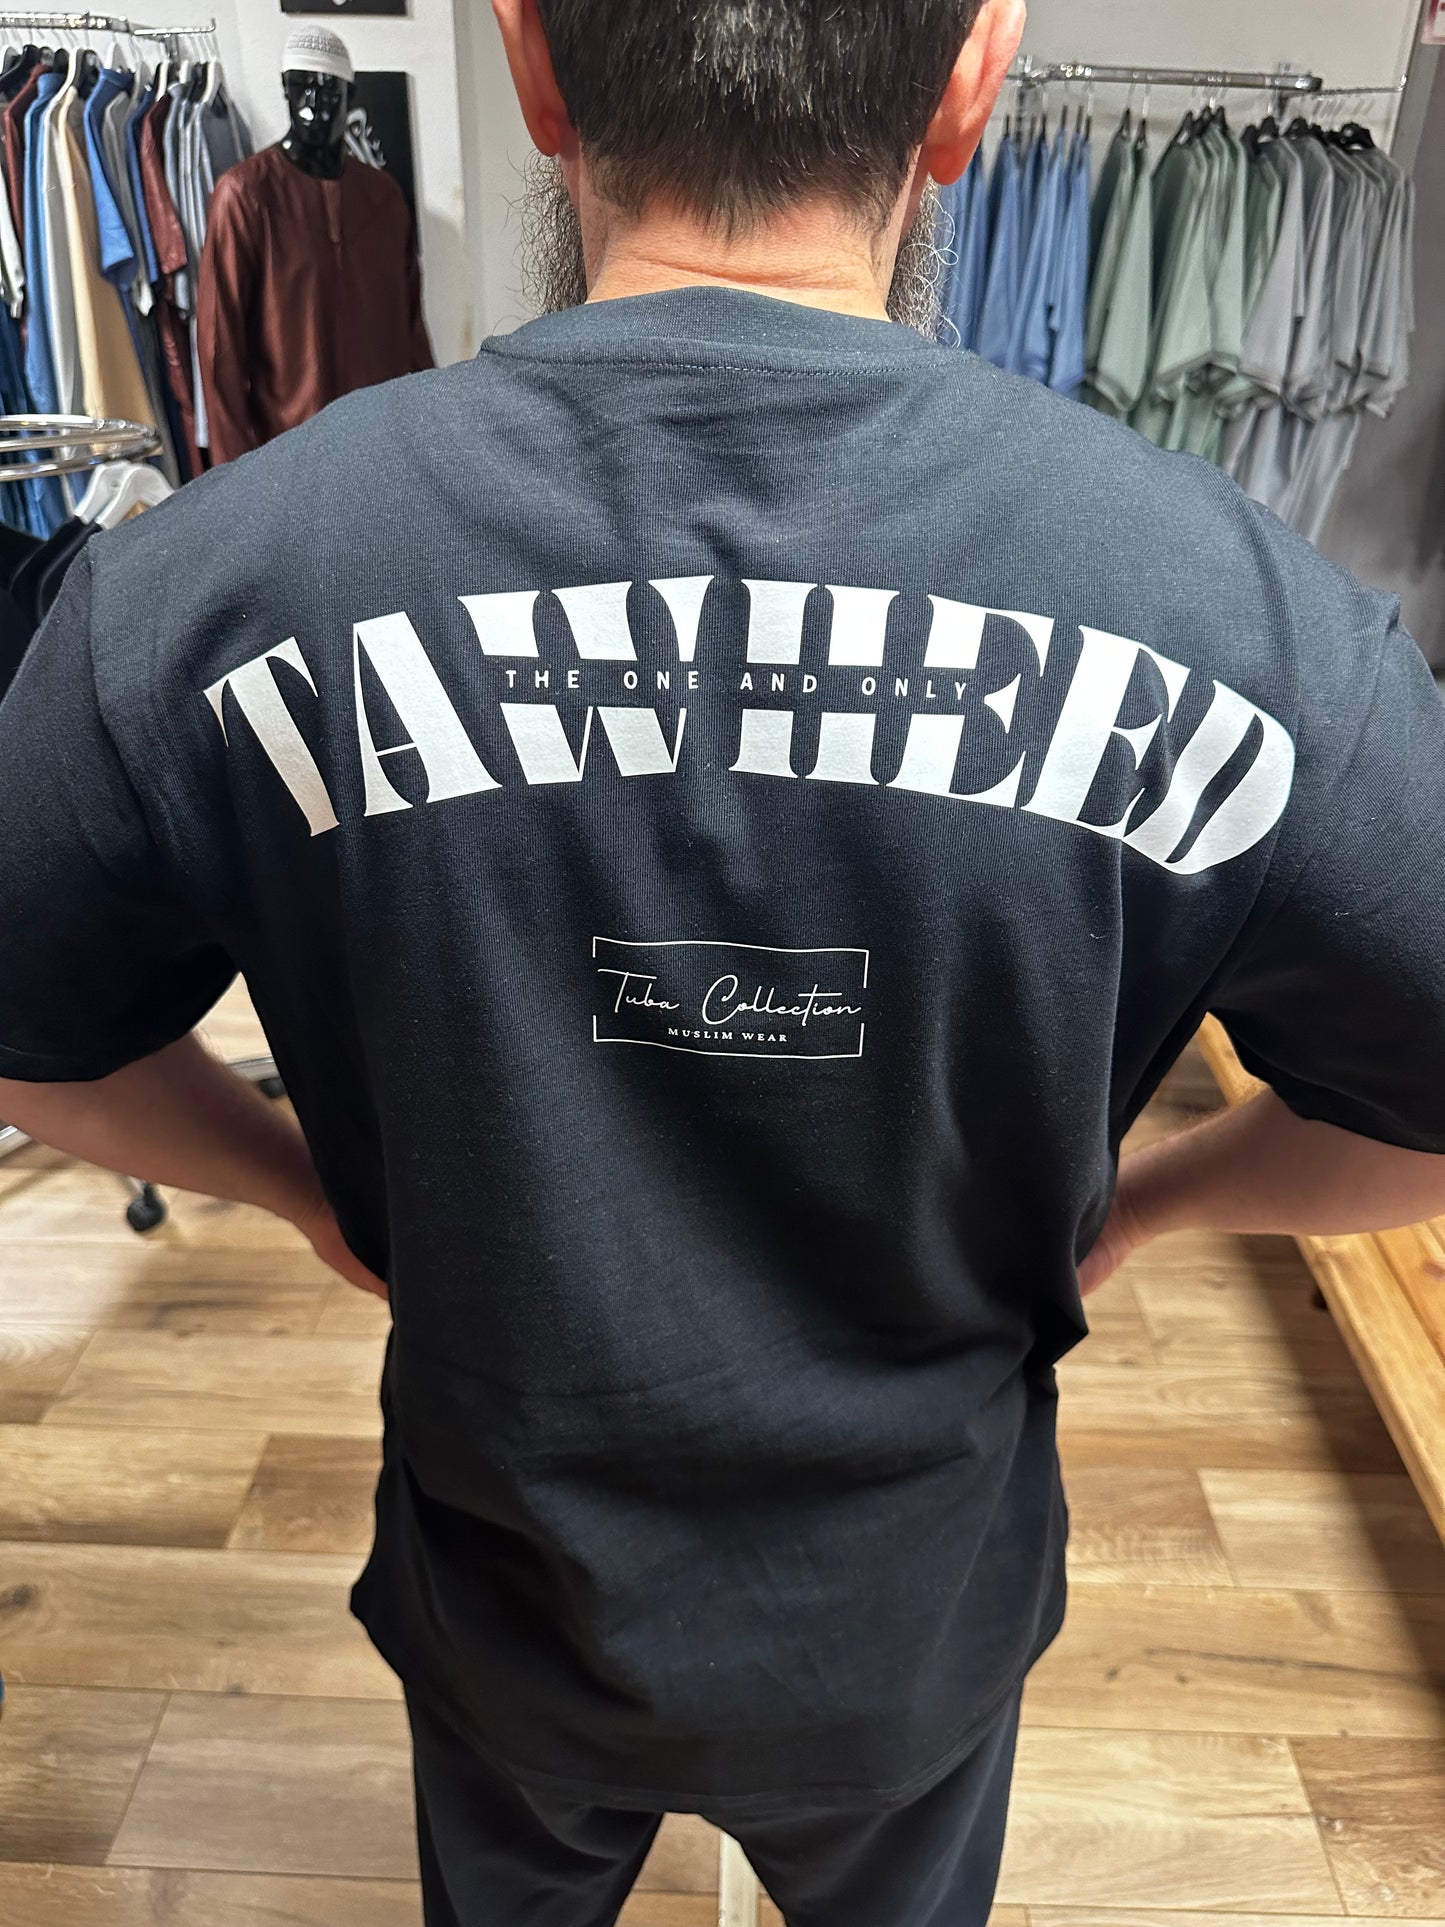 TAWHEED
THE ONE AND ONLY
Tuba Collection
MUSLIM WEAR